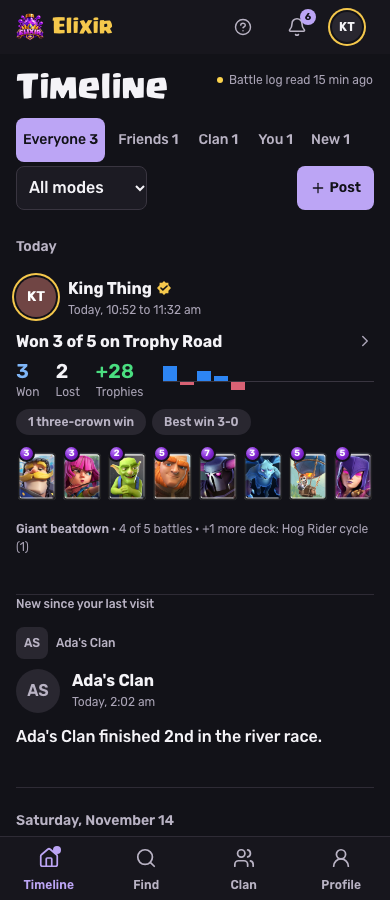 Elixir
6
KT
Timeline
Battle log read 15 min ago
Everyone 3
Friends 1
Clan 1
You 1
New 1
All modes
+ Post
Today
KT
King Thing
Today, 10:52 to 11:32 am
Won 3 of 5 on Trophy Road
3
2
+28
Won
Lost
Trophies
1 three-crown win
Best win 3-0
3
3
2
5
7
3
5
5
Giant beatdown • 4 of 5 battles • +1 more deck: Hog Rider cycle
(1)
New since your last visit
AS
Ada's Clan
AS
Ada's Clan
Today, 2:02 am
Ada's Clan finished 2nd in the river race.
Saturday, November 14
Timeline
Find
Clan
Profile